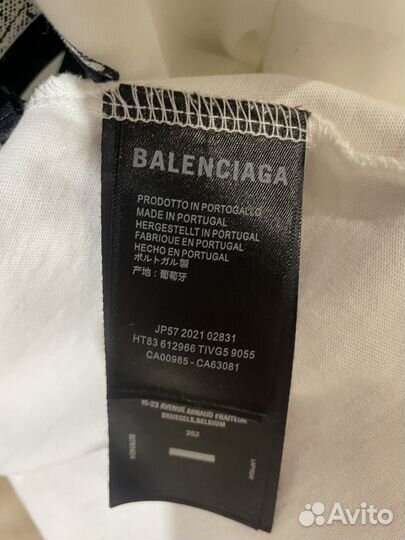 BALENCIAGA
PRODOTTO IN PORTOGALLO
MADE IN PORTUGAL
HERGESTELLT IN PORTUGAL
FABRIQUE EN PORTUGAL
HECHO EN PORTUGAL
ポルトガル製
产地：葡萄牙
JP57 2021 02831
HT83 612966 TIVG5 9055
CA00985 - CA63081
15-23 AVENUE ARNAUD FRAITEUR
BRUSSELS, BELGIUM
252
Avito